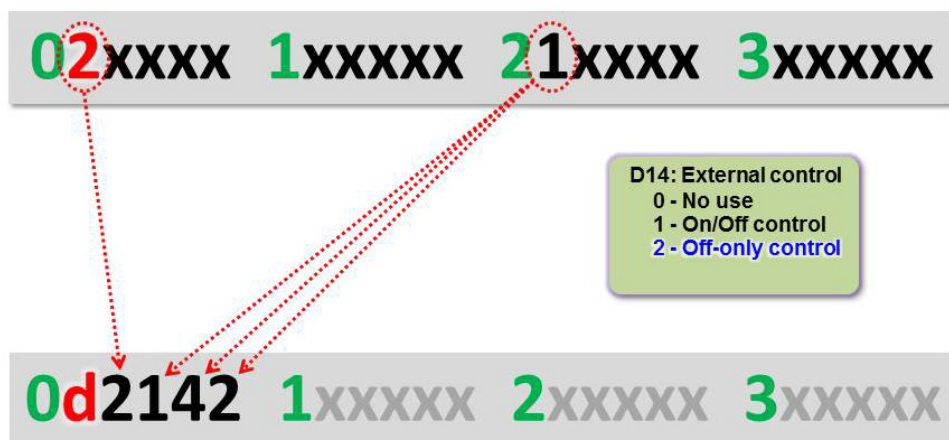 02xxxx 1xxxxx 21xxxx 3xxxxx
D14: External control
0 - No use
1 - On/Off control
2 - Off-only control
0d2142 1xxxxx 2xxxxx 3xxxxx